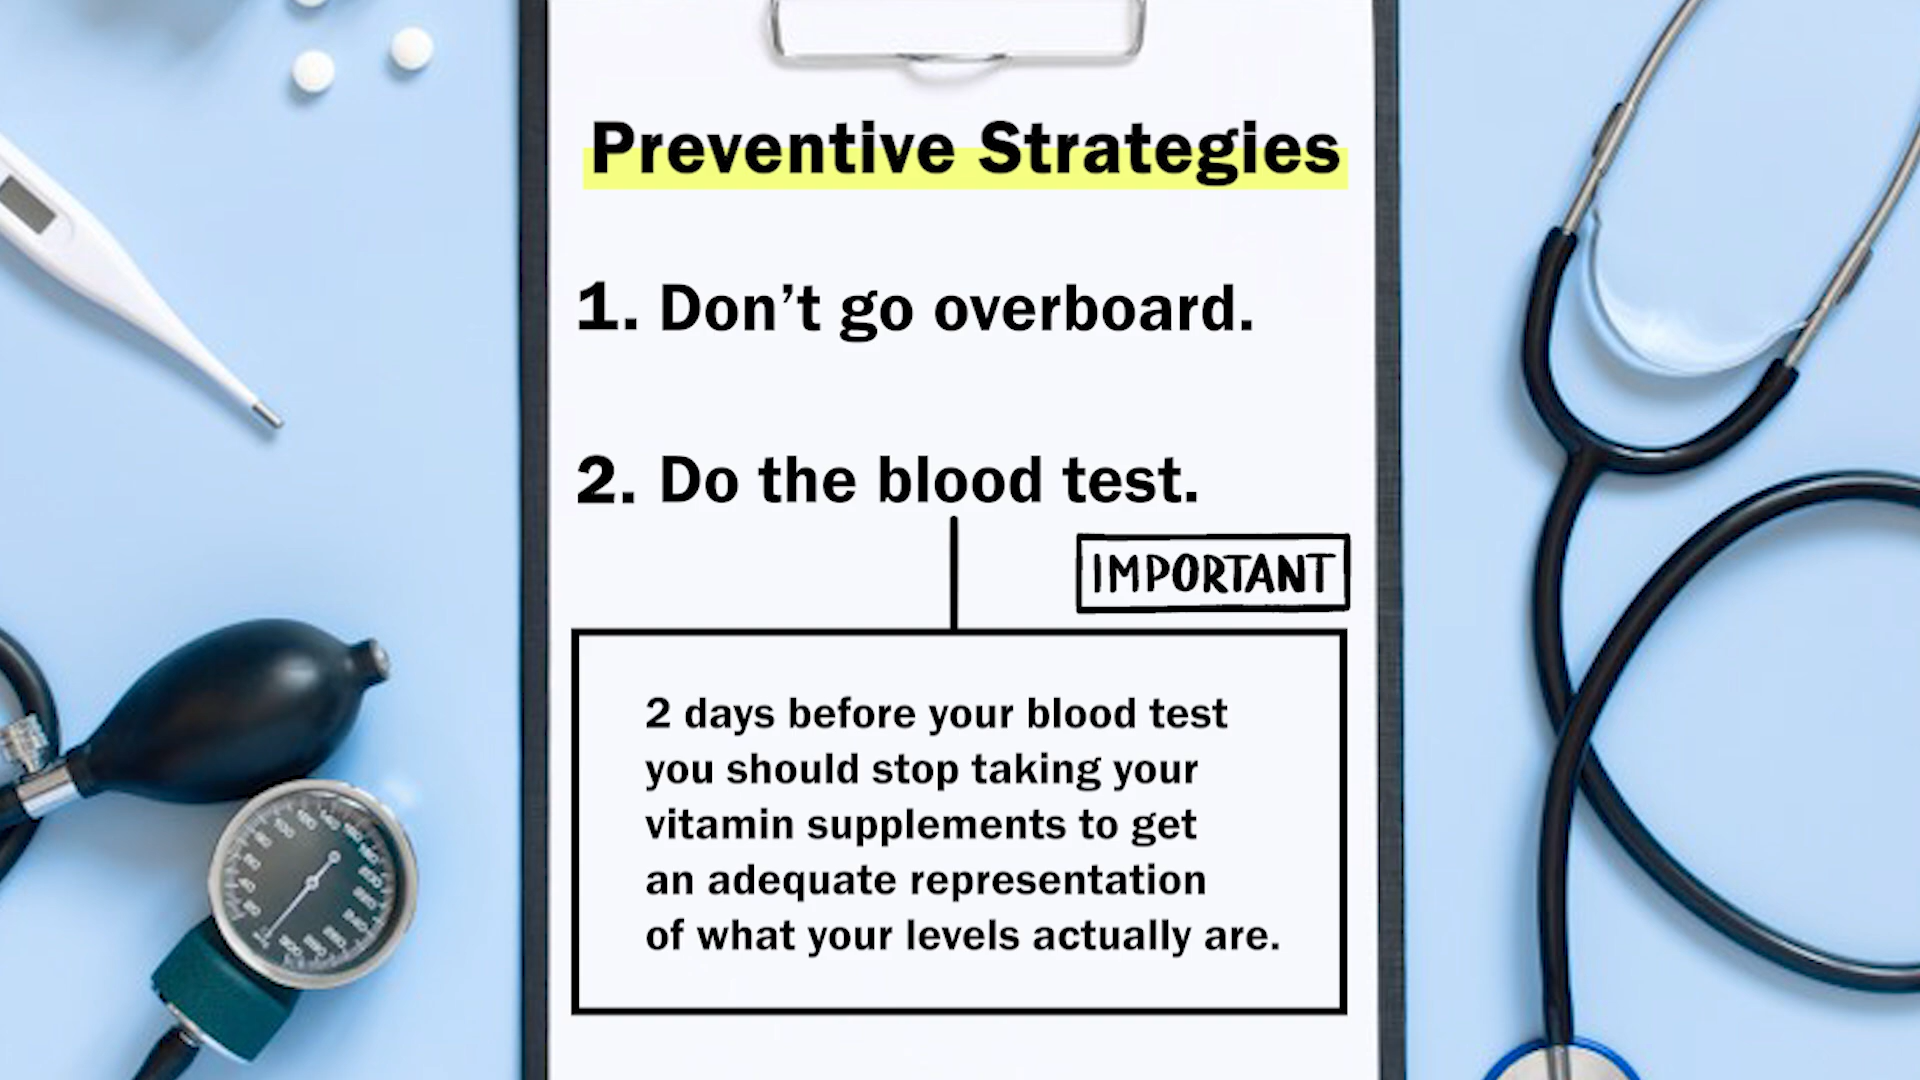 Preventive Strategies
1. Don’t go overboard.
2. Do the blood test.
IMPORTANT
2 days before your blood test
you should stop taking your
vitamin supplements to get
an adequate representation
of what your levels actually are.